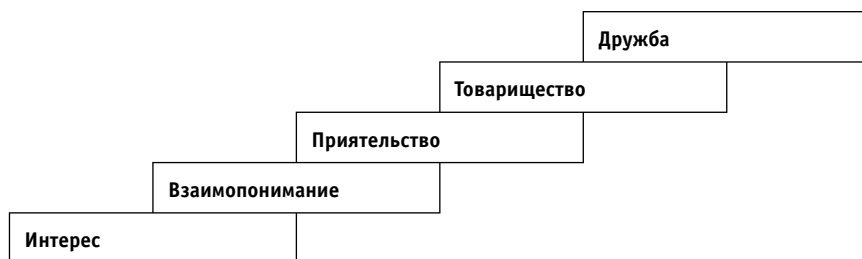 Дружба
Товарищество
Приятельство
Взаимопонимание
Интерес